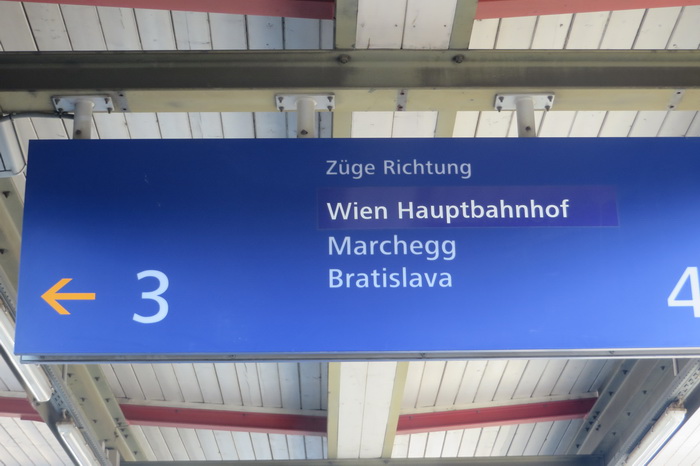 Züge Richtung
Wien Hauptbahnhof
Marchegg
Bratislava
← 3
4